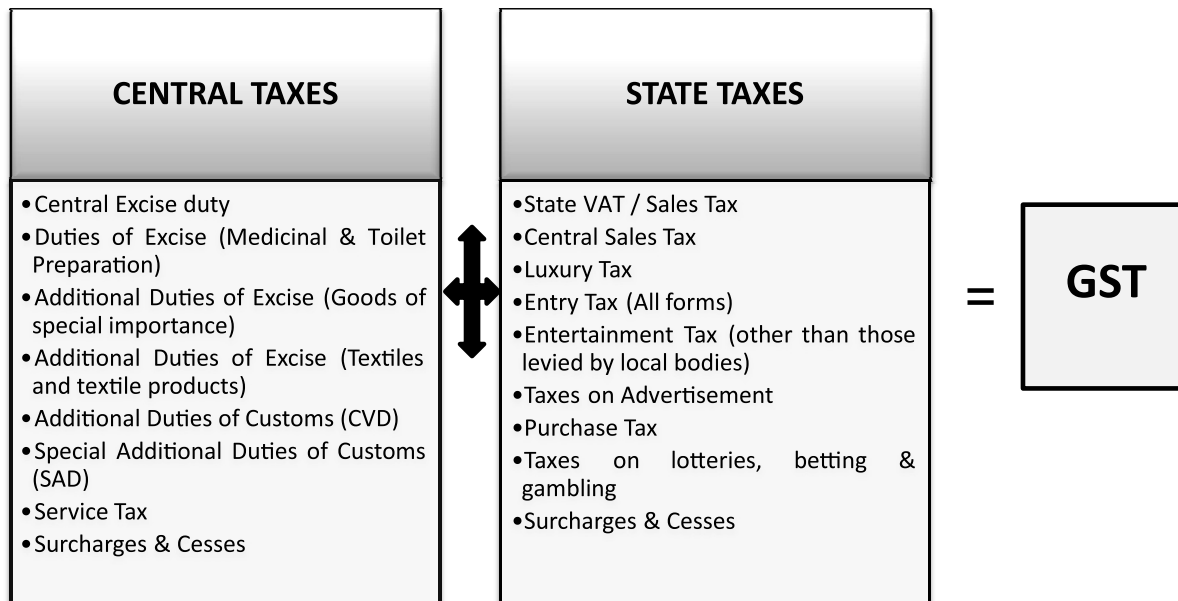 CENTRAL TAXES
•Central Excise duty
•Duties of Excise (Medicinal & Toilet
Preparation)
•Additional Duties of Excise (Goods of
special importance)
•Additional Duties of Excise (Textiles
and textile products)
•Additional Duties of Customs (CVD)
•Special Additional Duties of Customs
(SAD)
•Service Tax
•Surcharges & Cesses
STATE TAXES
•State VAT / Sales Tax
•Central Sales Tax
•Luxury Tax
•Entry Tax (All forms)
•Entertainment Tax (other than those
levied by local bodies)
•Taxes on Advertisement
•Purchase Tax
•Taxes on lotteries, betting &
gambling
•Surcharges & Cesses
=
GST